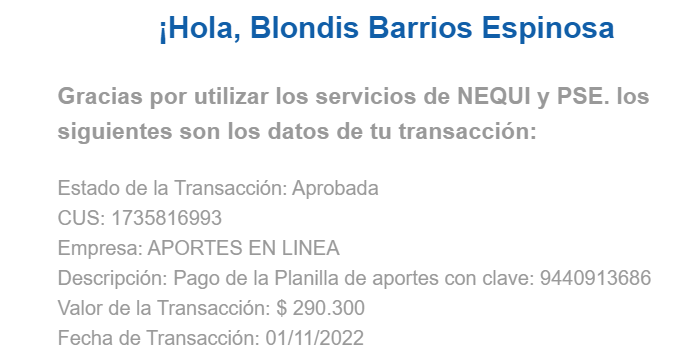 ¡Hola, Blondis Barrios Espinosa
Gracias por utilizar los servicios de NEQUI y PSE. los
siguientes son los datos de tu transacción:
Estado de la Transacción: Aprobada
CUS: 1735816993
Empresa: APORTES EN LINEA
Descripción: Pago de la Planilla de aportes con clave: 9440913686
Valor de la Transacción: $ 290.300
Fecha de Transacción: 01/11/2022